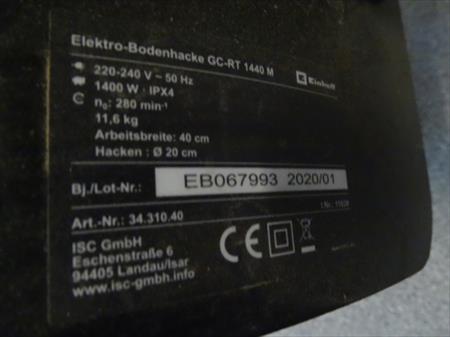 Elektro-Bodenhacke GC-RT 1440 M
Einhell
220-240 V ~ 50 Hz
1400 W · IPX4
n₀: 280 min⁻¹
11,6 kg
Arbeitsbreite: 40 cm
Hacken : Ø 20 cm
Bj./Lot-Nr.: EB067993 2020/01
Art.-Nr.: 34.310.40
ISC GmbH
Eschenstraße 6
94405 Landau/Isar
www.isc-gmbh.info
CE